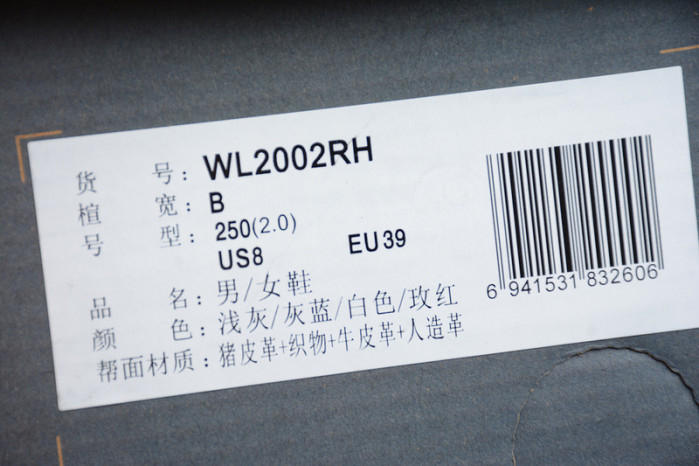 货 号：WL2002RH
楦 宽：B
号 型：250(2.0)
US8 EU39
品 名：男/女鞋
颜 色：浅灰/灰蓝/白色/玫红
帮面材质：猪皮革+织物+牛皮革+人造革
6 941531 832606